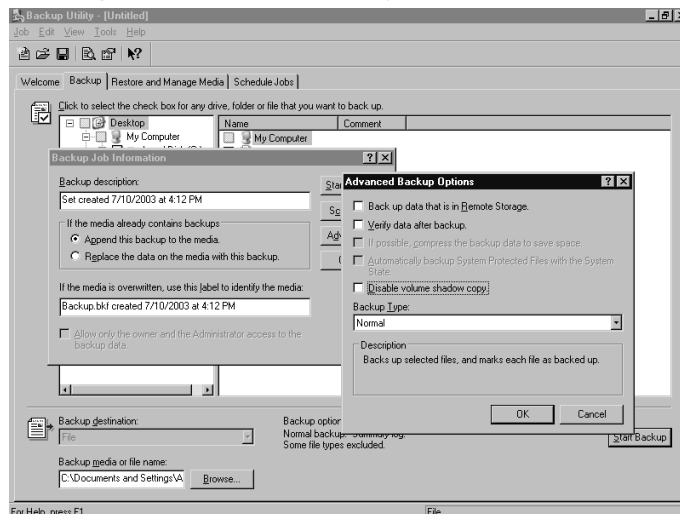 Backup Utility - [Untitled]
Job Edit View Tools Help
Welcome Backup Restore and Manage Media Schedule Jobs
Click to select the check box for any drive, folder or file that you want to back up.
Desktop
My Computer
Name Comment
My Computer
Backup Job Information
Backup description:
Set created 7/10/2003 at 4:12 PM
If the media already contains backups
Append this backup to the media.
Replace the data on the media with this backup.
If the media is overwritten, use this label to identify the media:
Backup.bkf created 7/10/2003 at 4:12 PM
Allow only the owner and the Administrator access to the
backup data.
Advanced Backup Options
Back up data that is in Remote Storage.
Verify data after backup.
If possible, compress the backup data to save space.
Automatically backup System Protected Files with the System
State.
Disable volume shadow copy.
Backup Type:
Normal
Description
Backs up selected files, and marks each file as backed up.
OK Cancel
Backup destination:
File
Backup media or file name:
C:\Documents and Settings\A Browse...
Backup option
Normal backup. Summary log.
Some file types excluded.
Start Backup
For Help, press F1 File